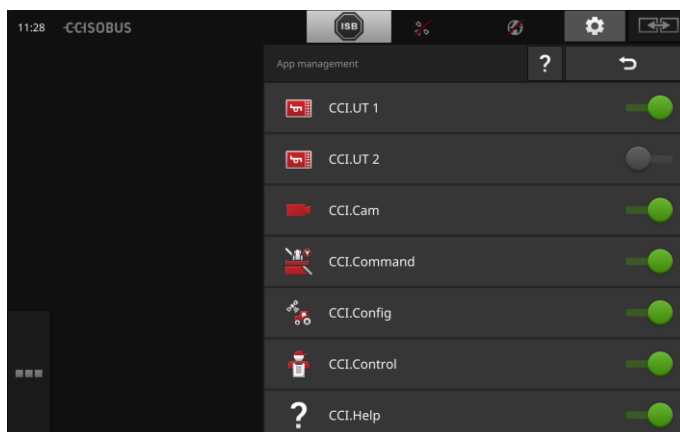 11:28 CCISOBUS
ISB
App management ?
CCI.UT 1
CCI.UT 2
CCI.Cam
CCI.Command
CCI.Config
CCI.Control
? CCI.Help